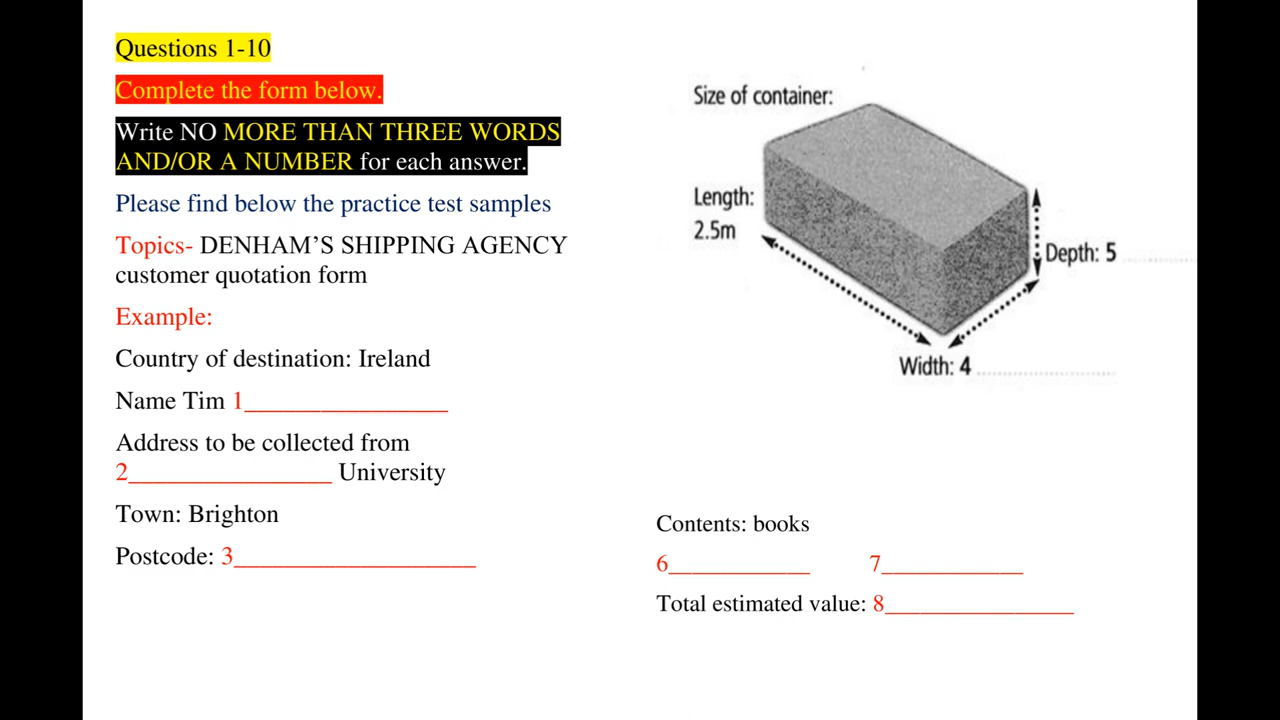 Questions 1-10
Complete the form below.
Write NO MORE THAN THREE WORDS
AND/OR A NUMBER for each answer.
Please find below the practice test samples
Topics- DENHAM’S SHIPPING AGENCY
customer quotation form
Example:
Country of destination: Ireland
Name Tim 1________________
Address to be collected from
2________________ University
Town: Brighton
Postcode: 3___________________
Size of container:
Length:
2.5m
Depth: 5 ............
Width: 4 ........................
Contents: books
6____________ 7____________
Total estimated value: 8________________